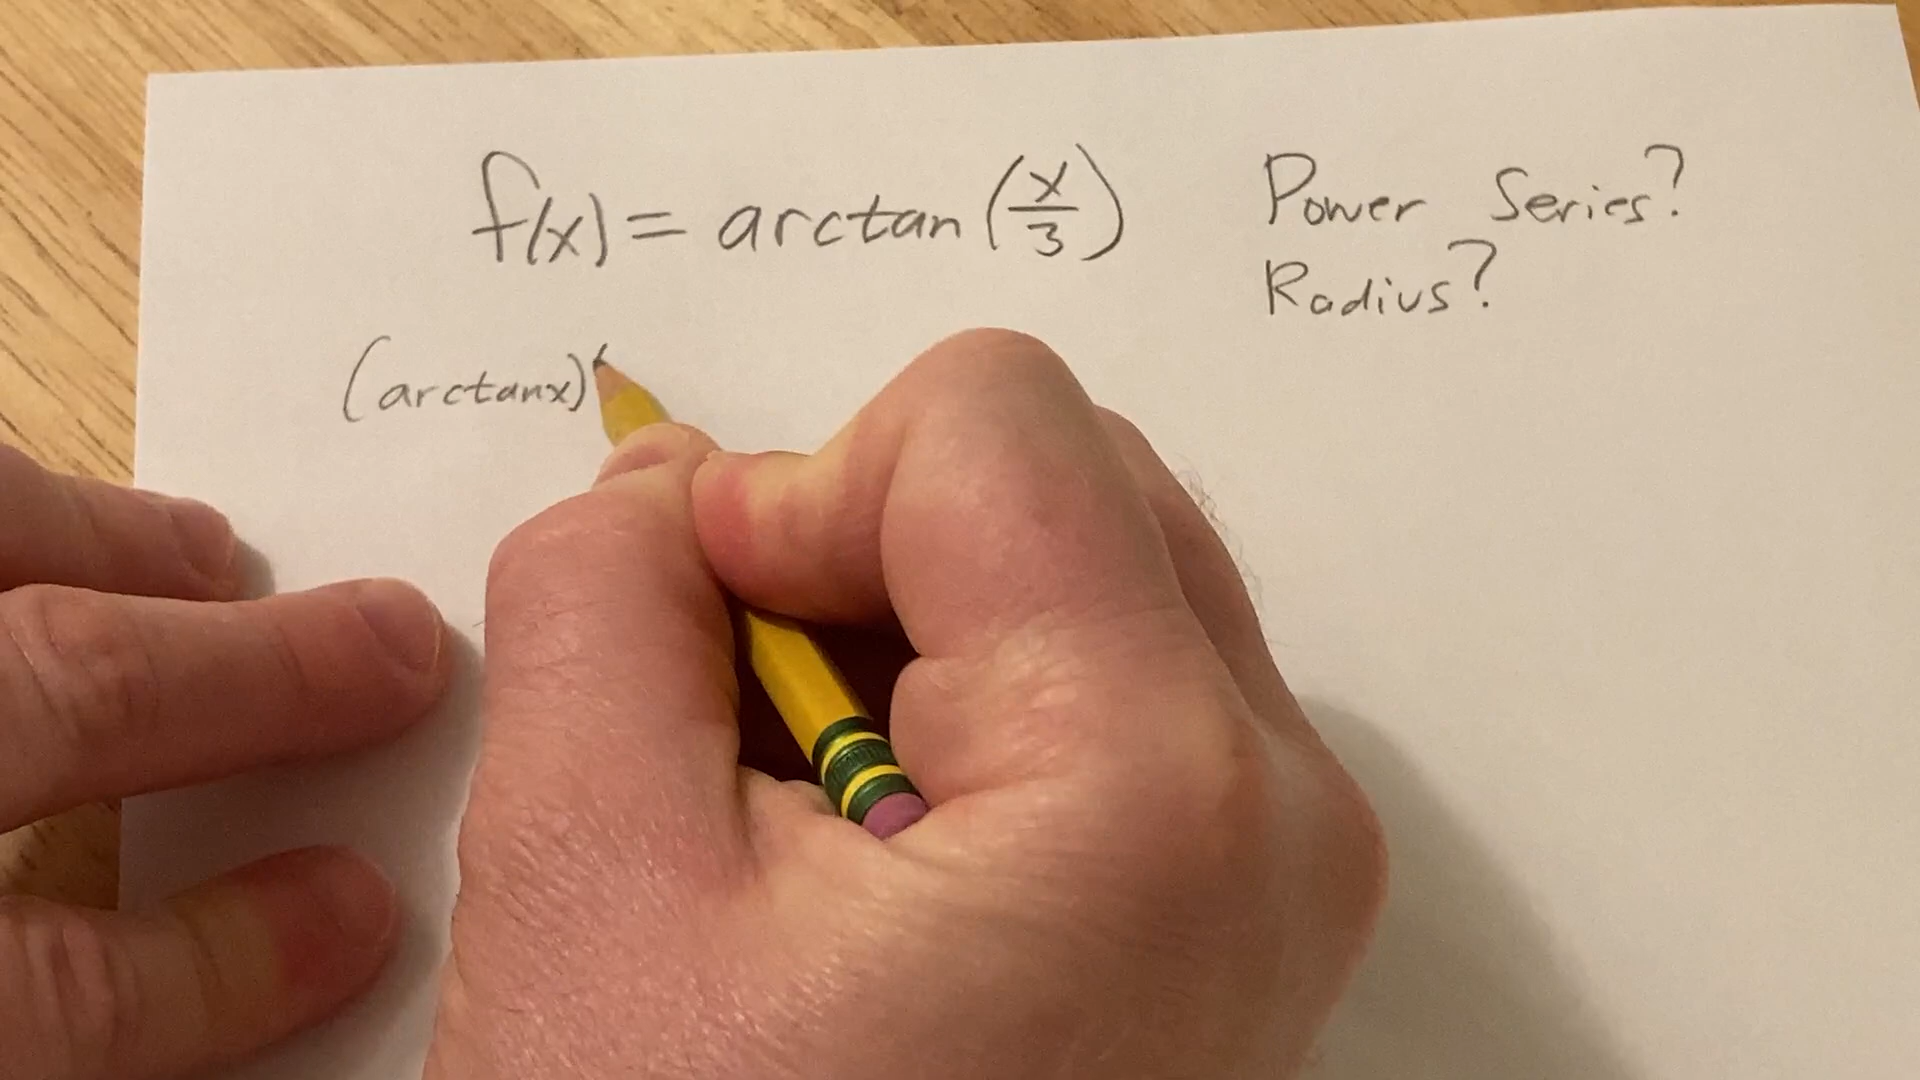 f(x) = arctan(x/3) Power Series?
Radius?
(arctanx)'